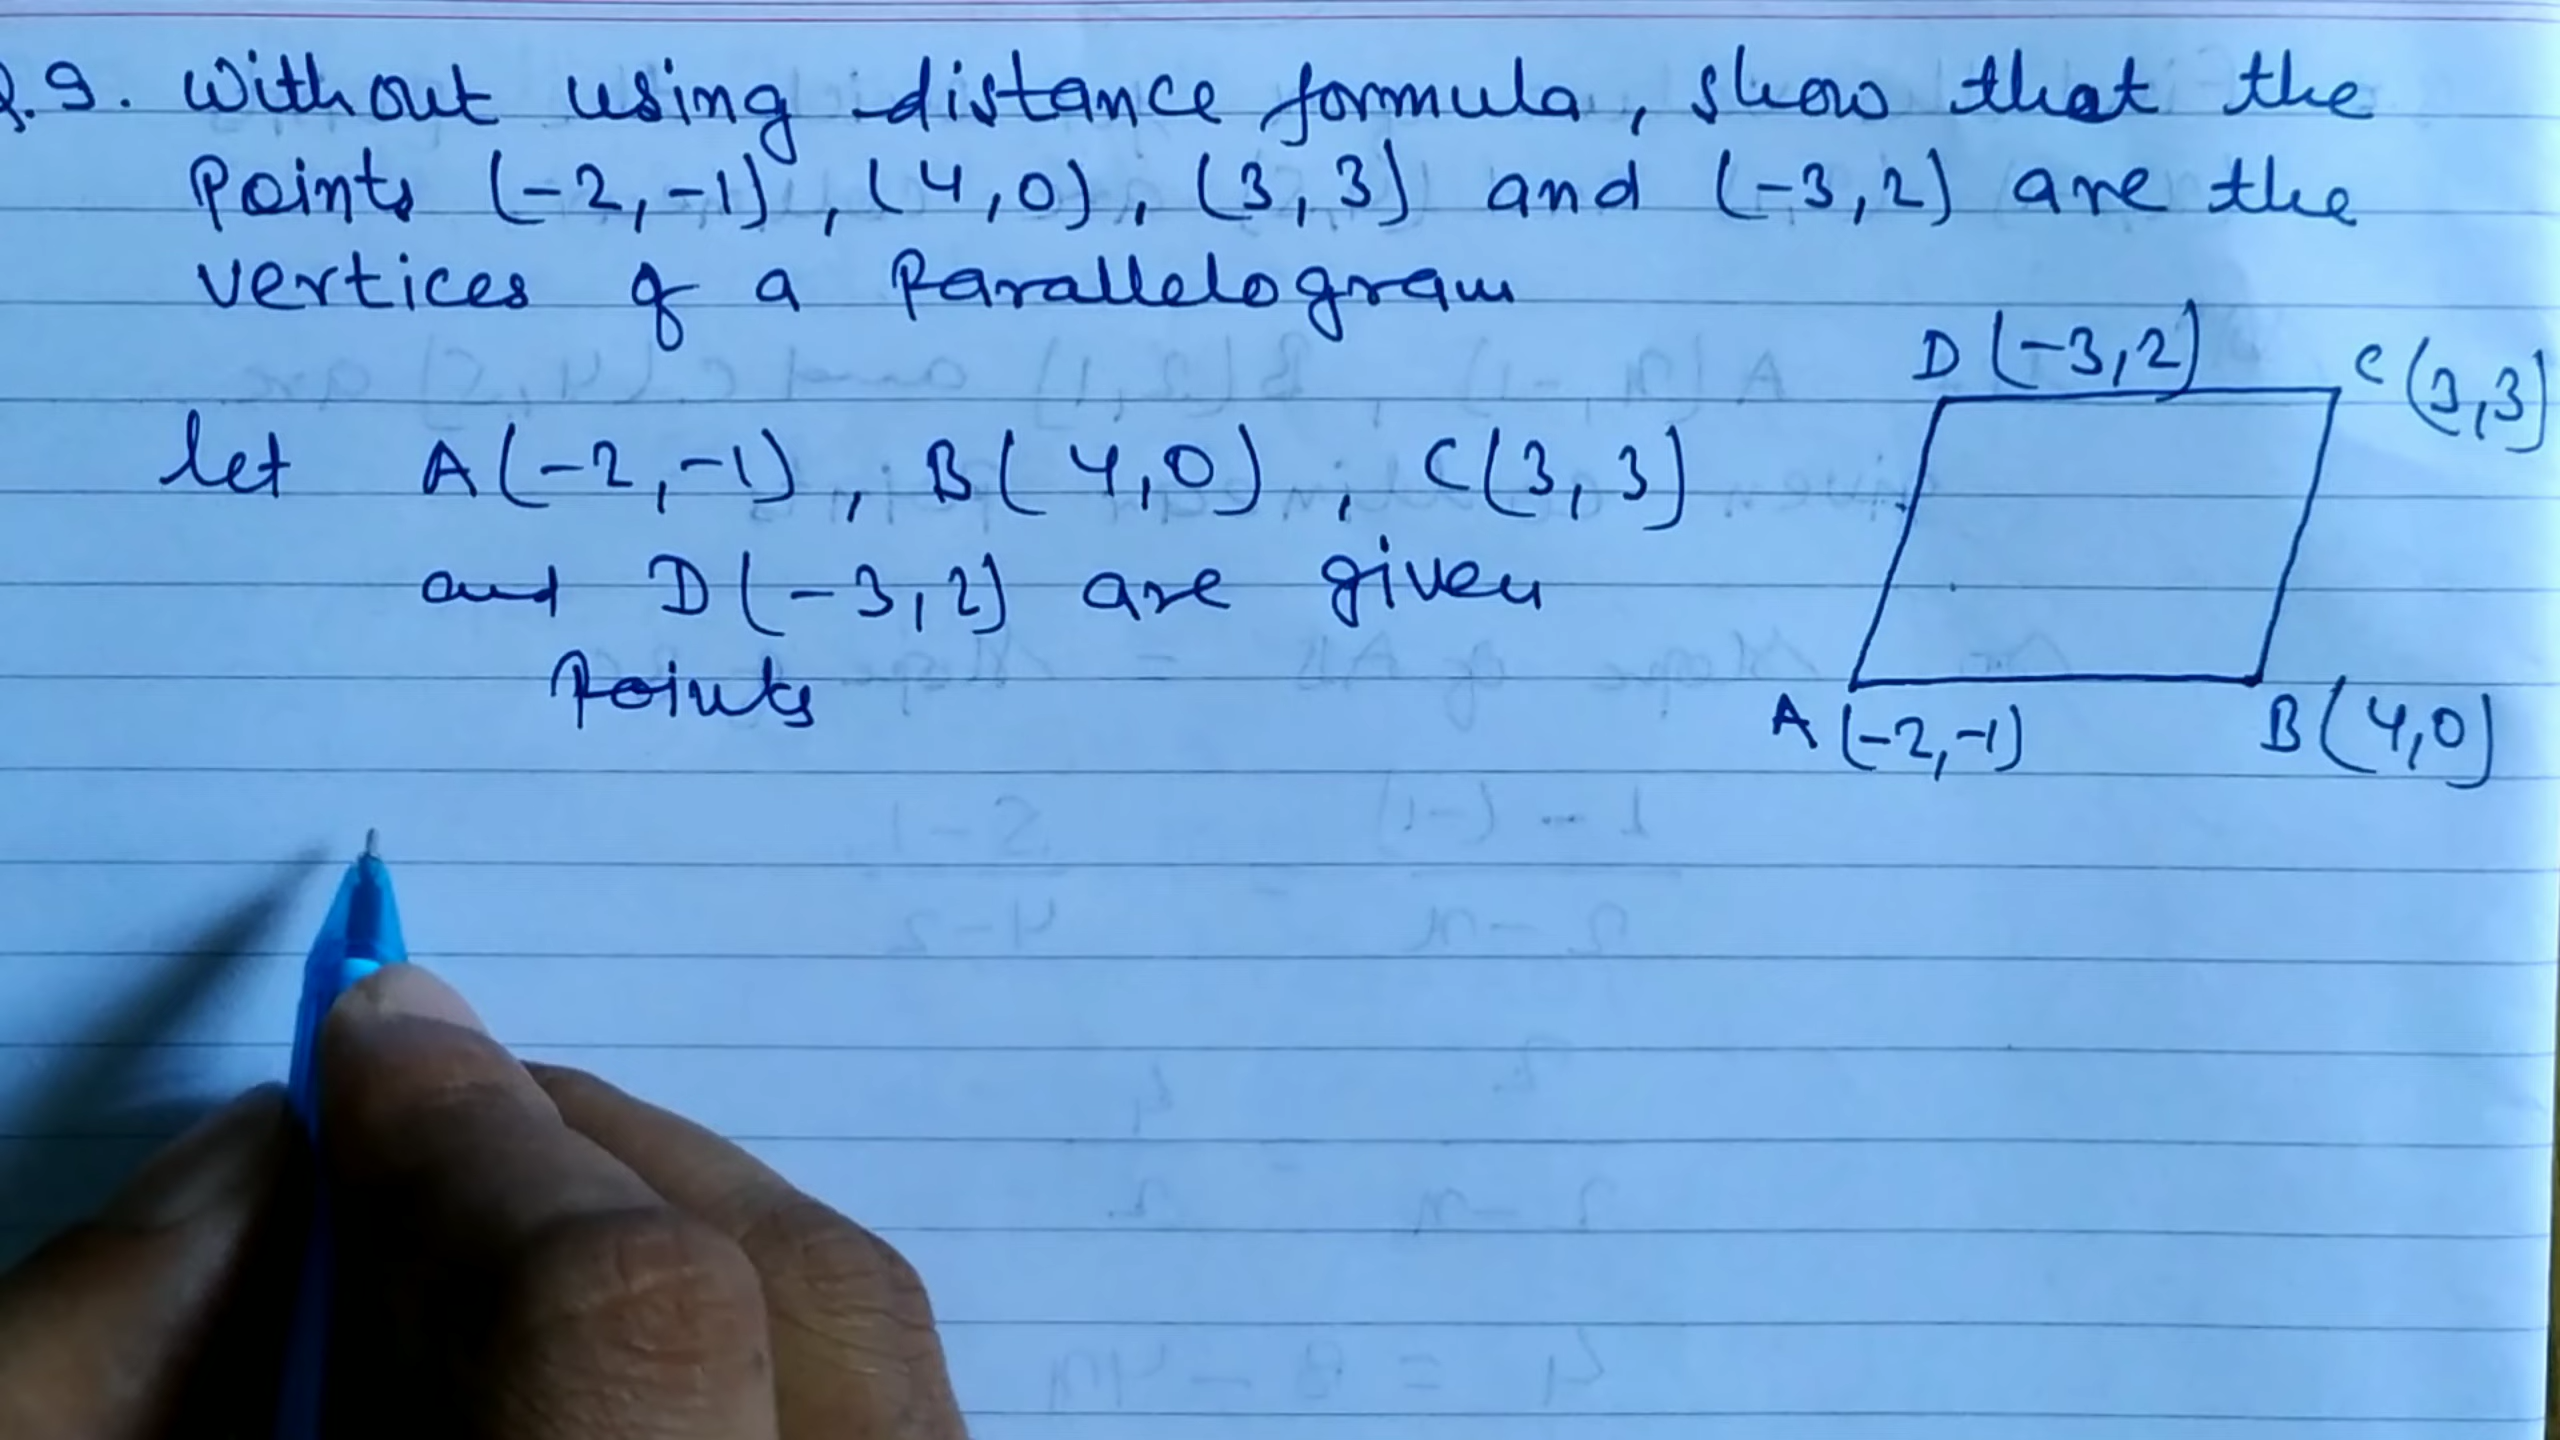 Q.9. Without using distance formula, show that the
Points (-2,-1), (4,0), (3,3) and (-3,2) are the
vertices of a Parallelogram
let A(-2,-1), B(4,0), C(3,3)
and D(-3,2) are given
Points
D(-3,2)
C(3,3)
A(-2,-1)
B(4,0)